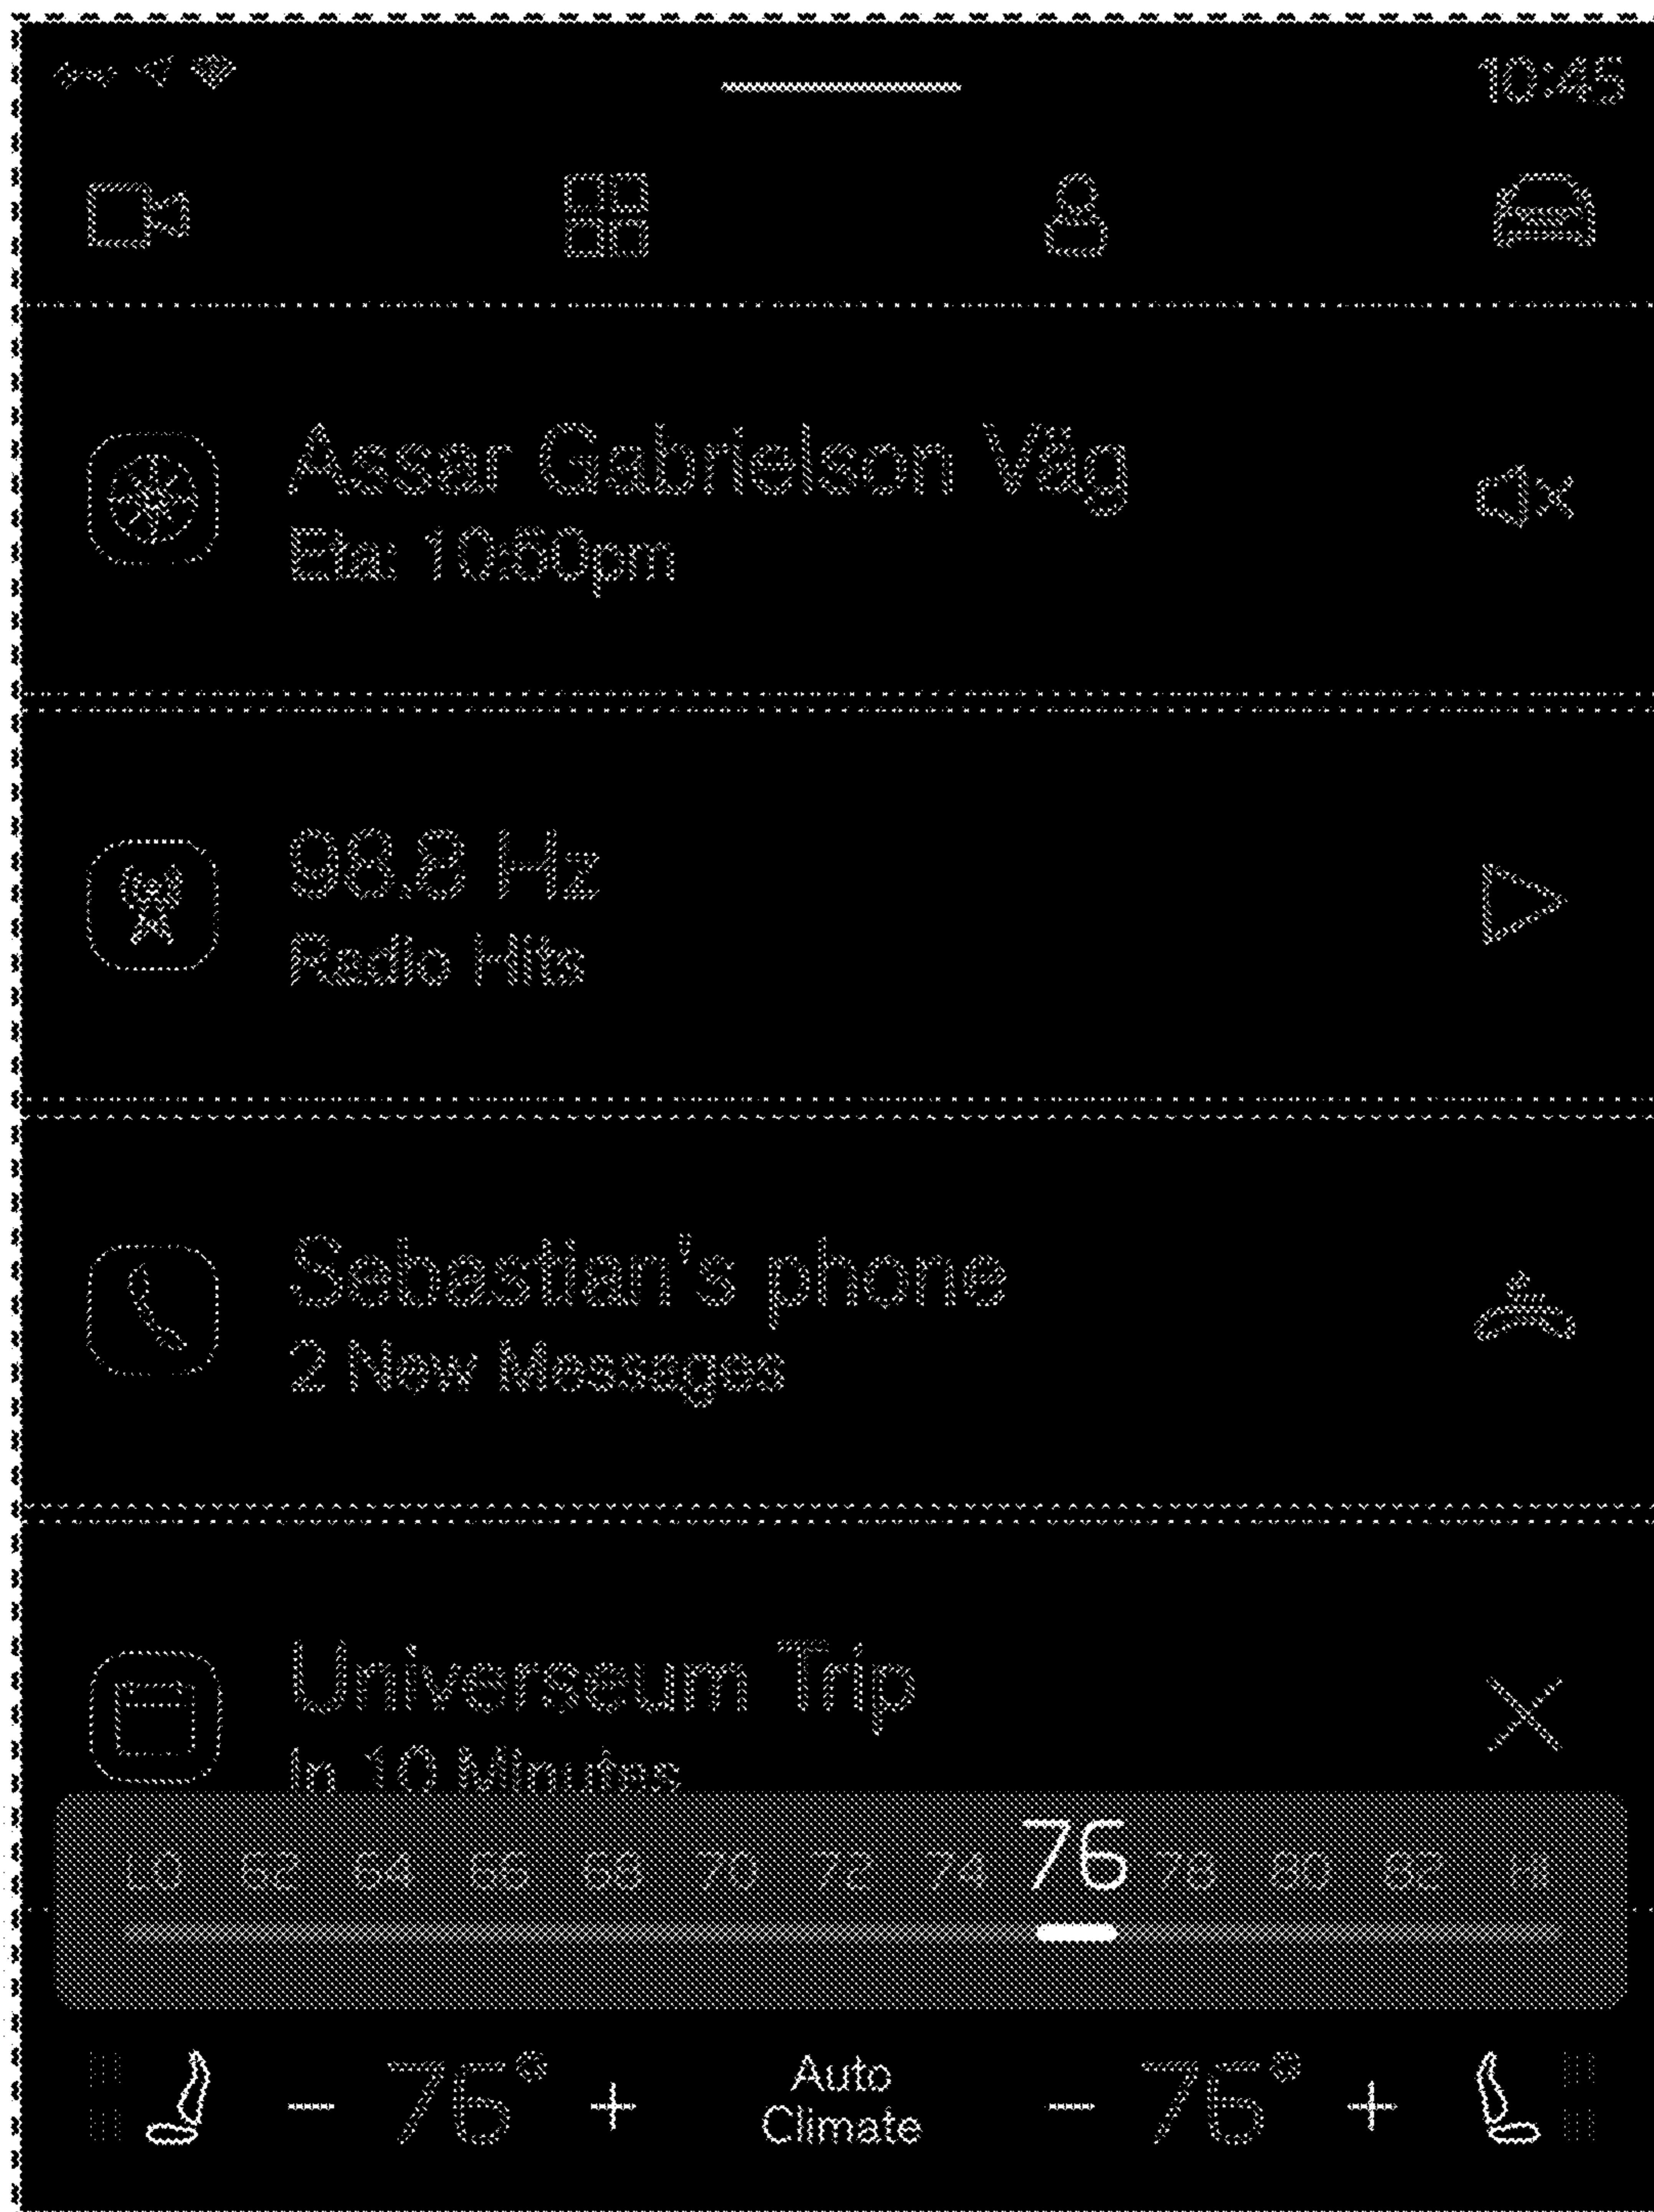 10:45
Assar Gabrielson Väg
Eta: 10:50pm
98.8 Hz
Radio Hits
Sebastian's phone
2 New Messages
Universeum Trip
In 10 Minutes
LO 62 64 66 68 70 72 74 76 78 80 82 HI
76° Auto Climate 76°